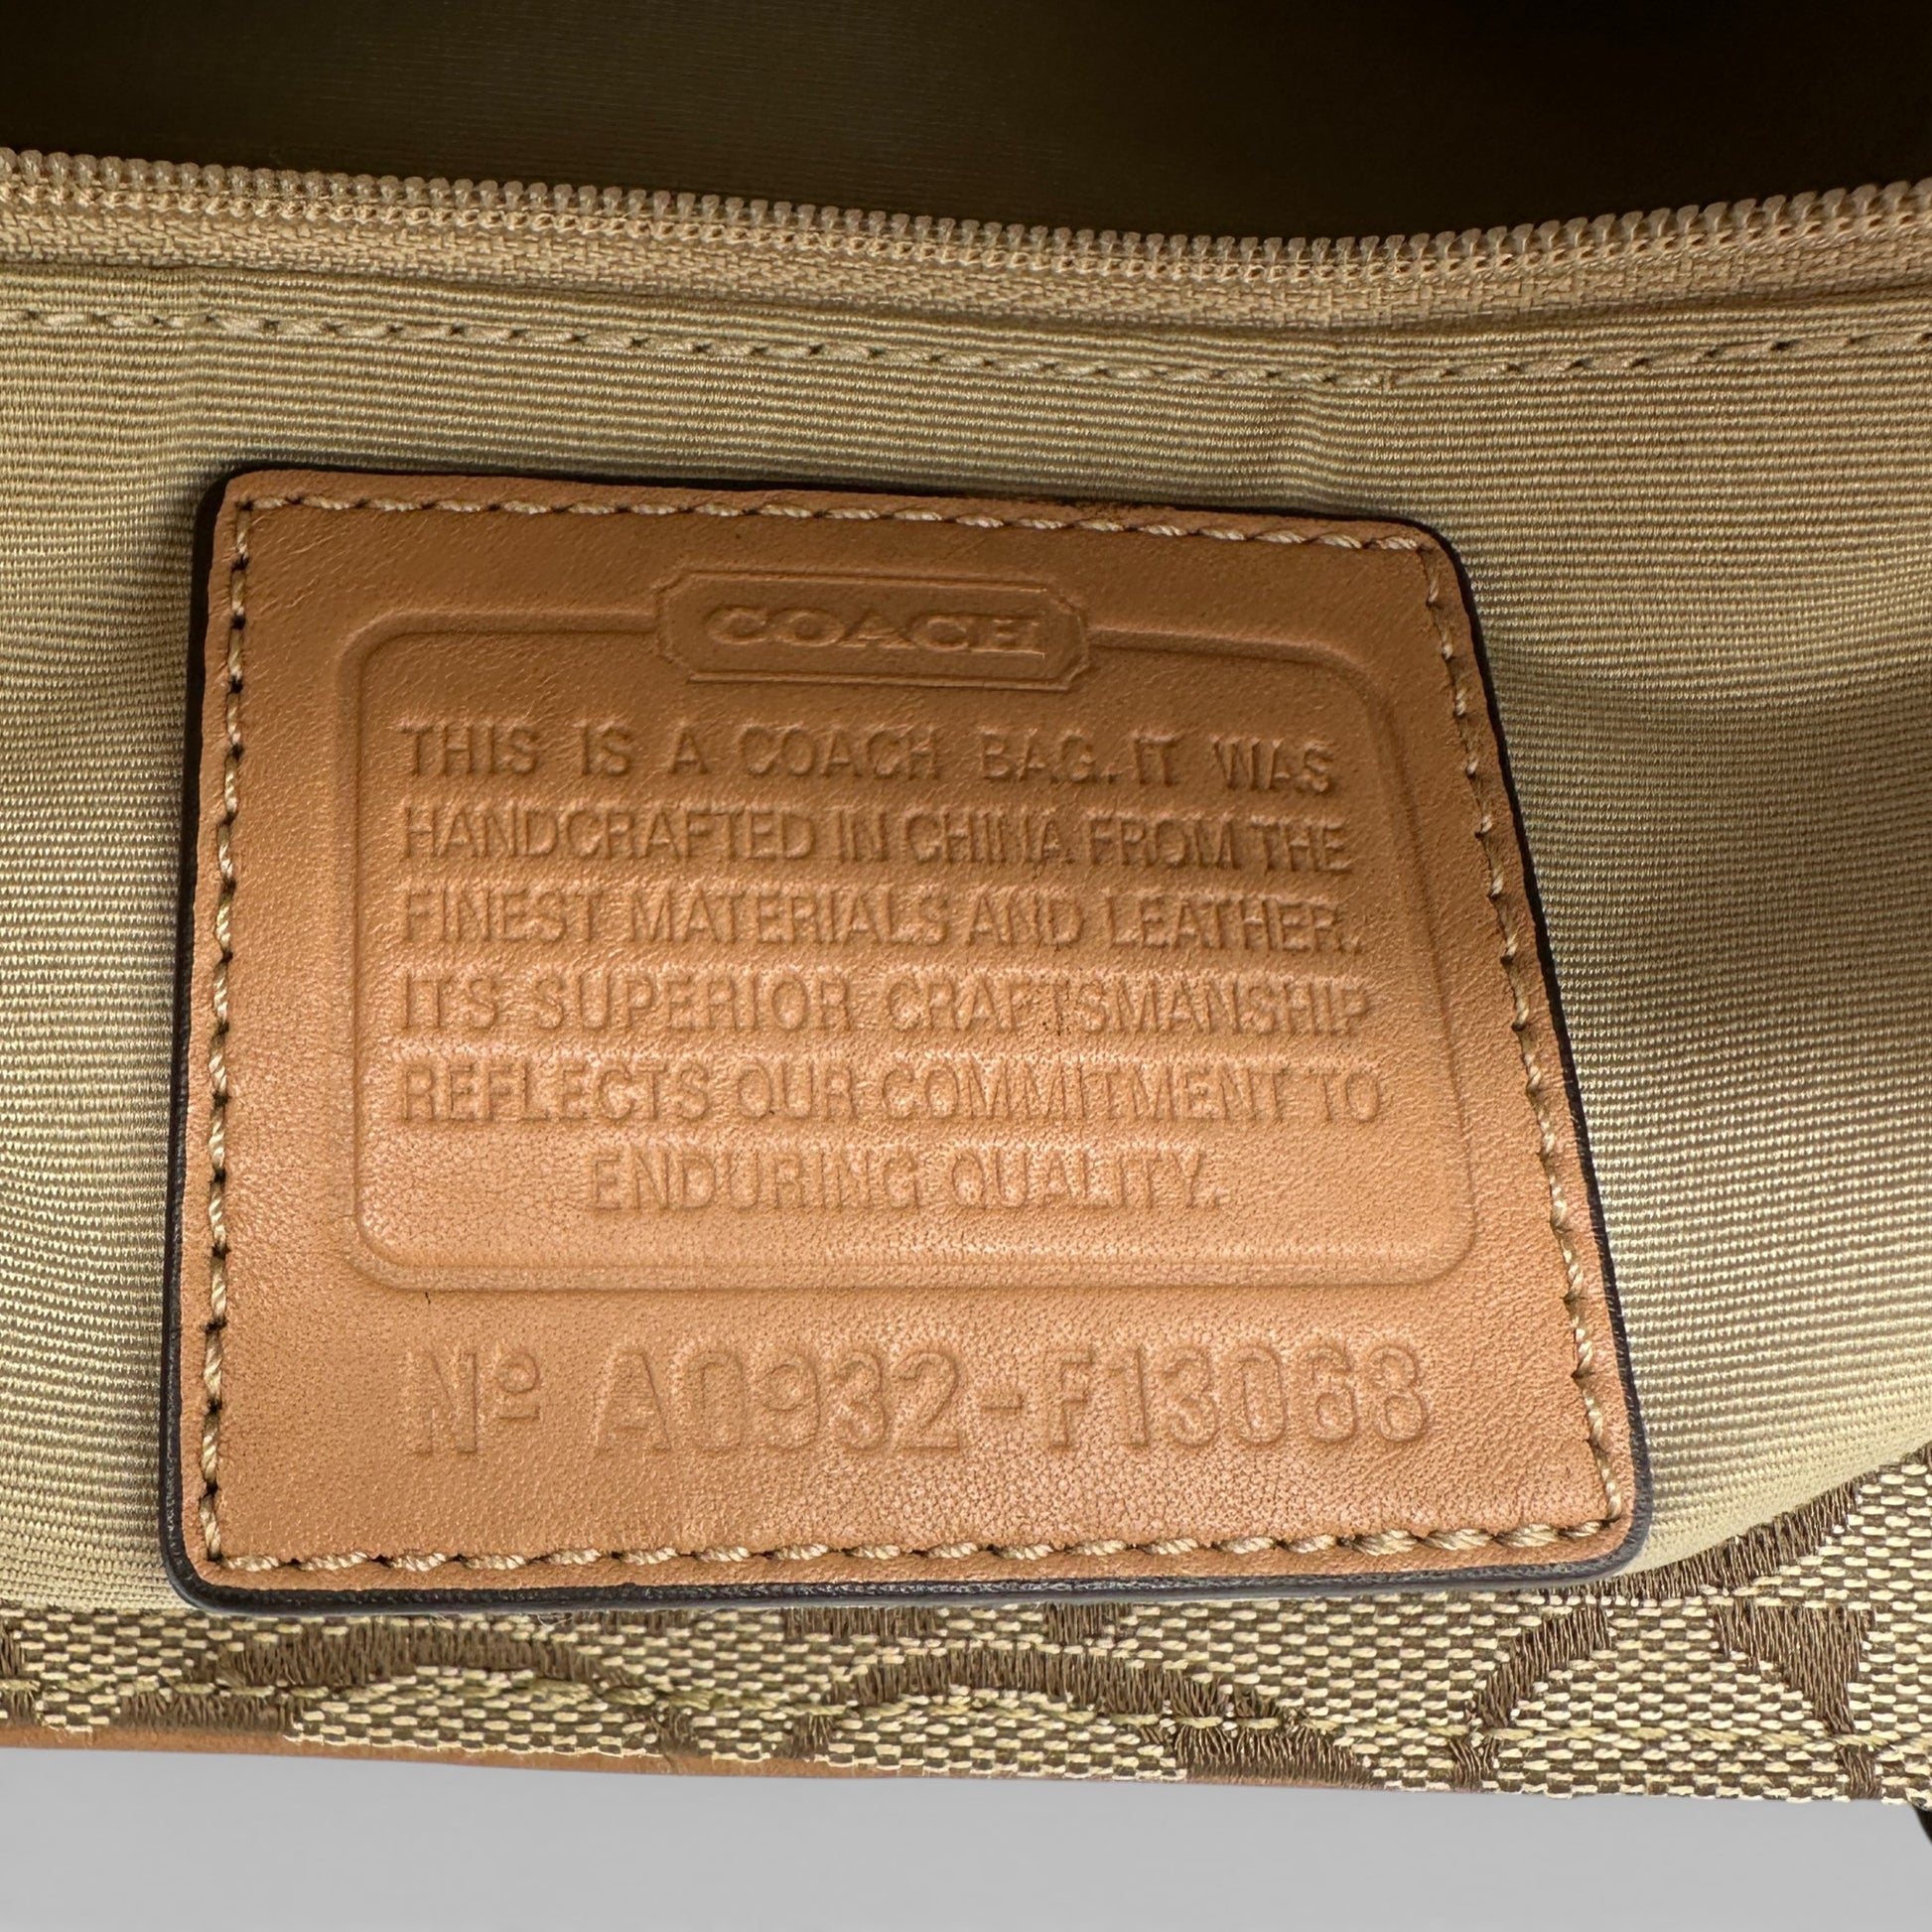 COACH
THIS IS A COACH BAG. IT WAS
HANDCRAFTED IN CHINA FROM THE
FINEST MATERIALS AND LEATHER.
ITS SUPERIOR CRAFTSMANSHIP
REFLECTS OUR COMMITMENT TO
ENDURING QUALITY.
Nº A0932-F13068